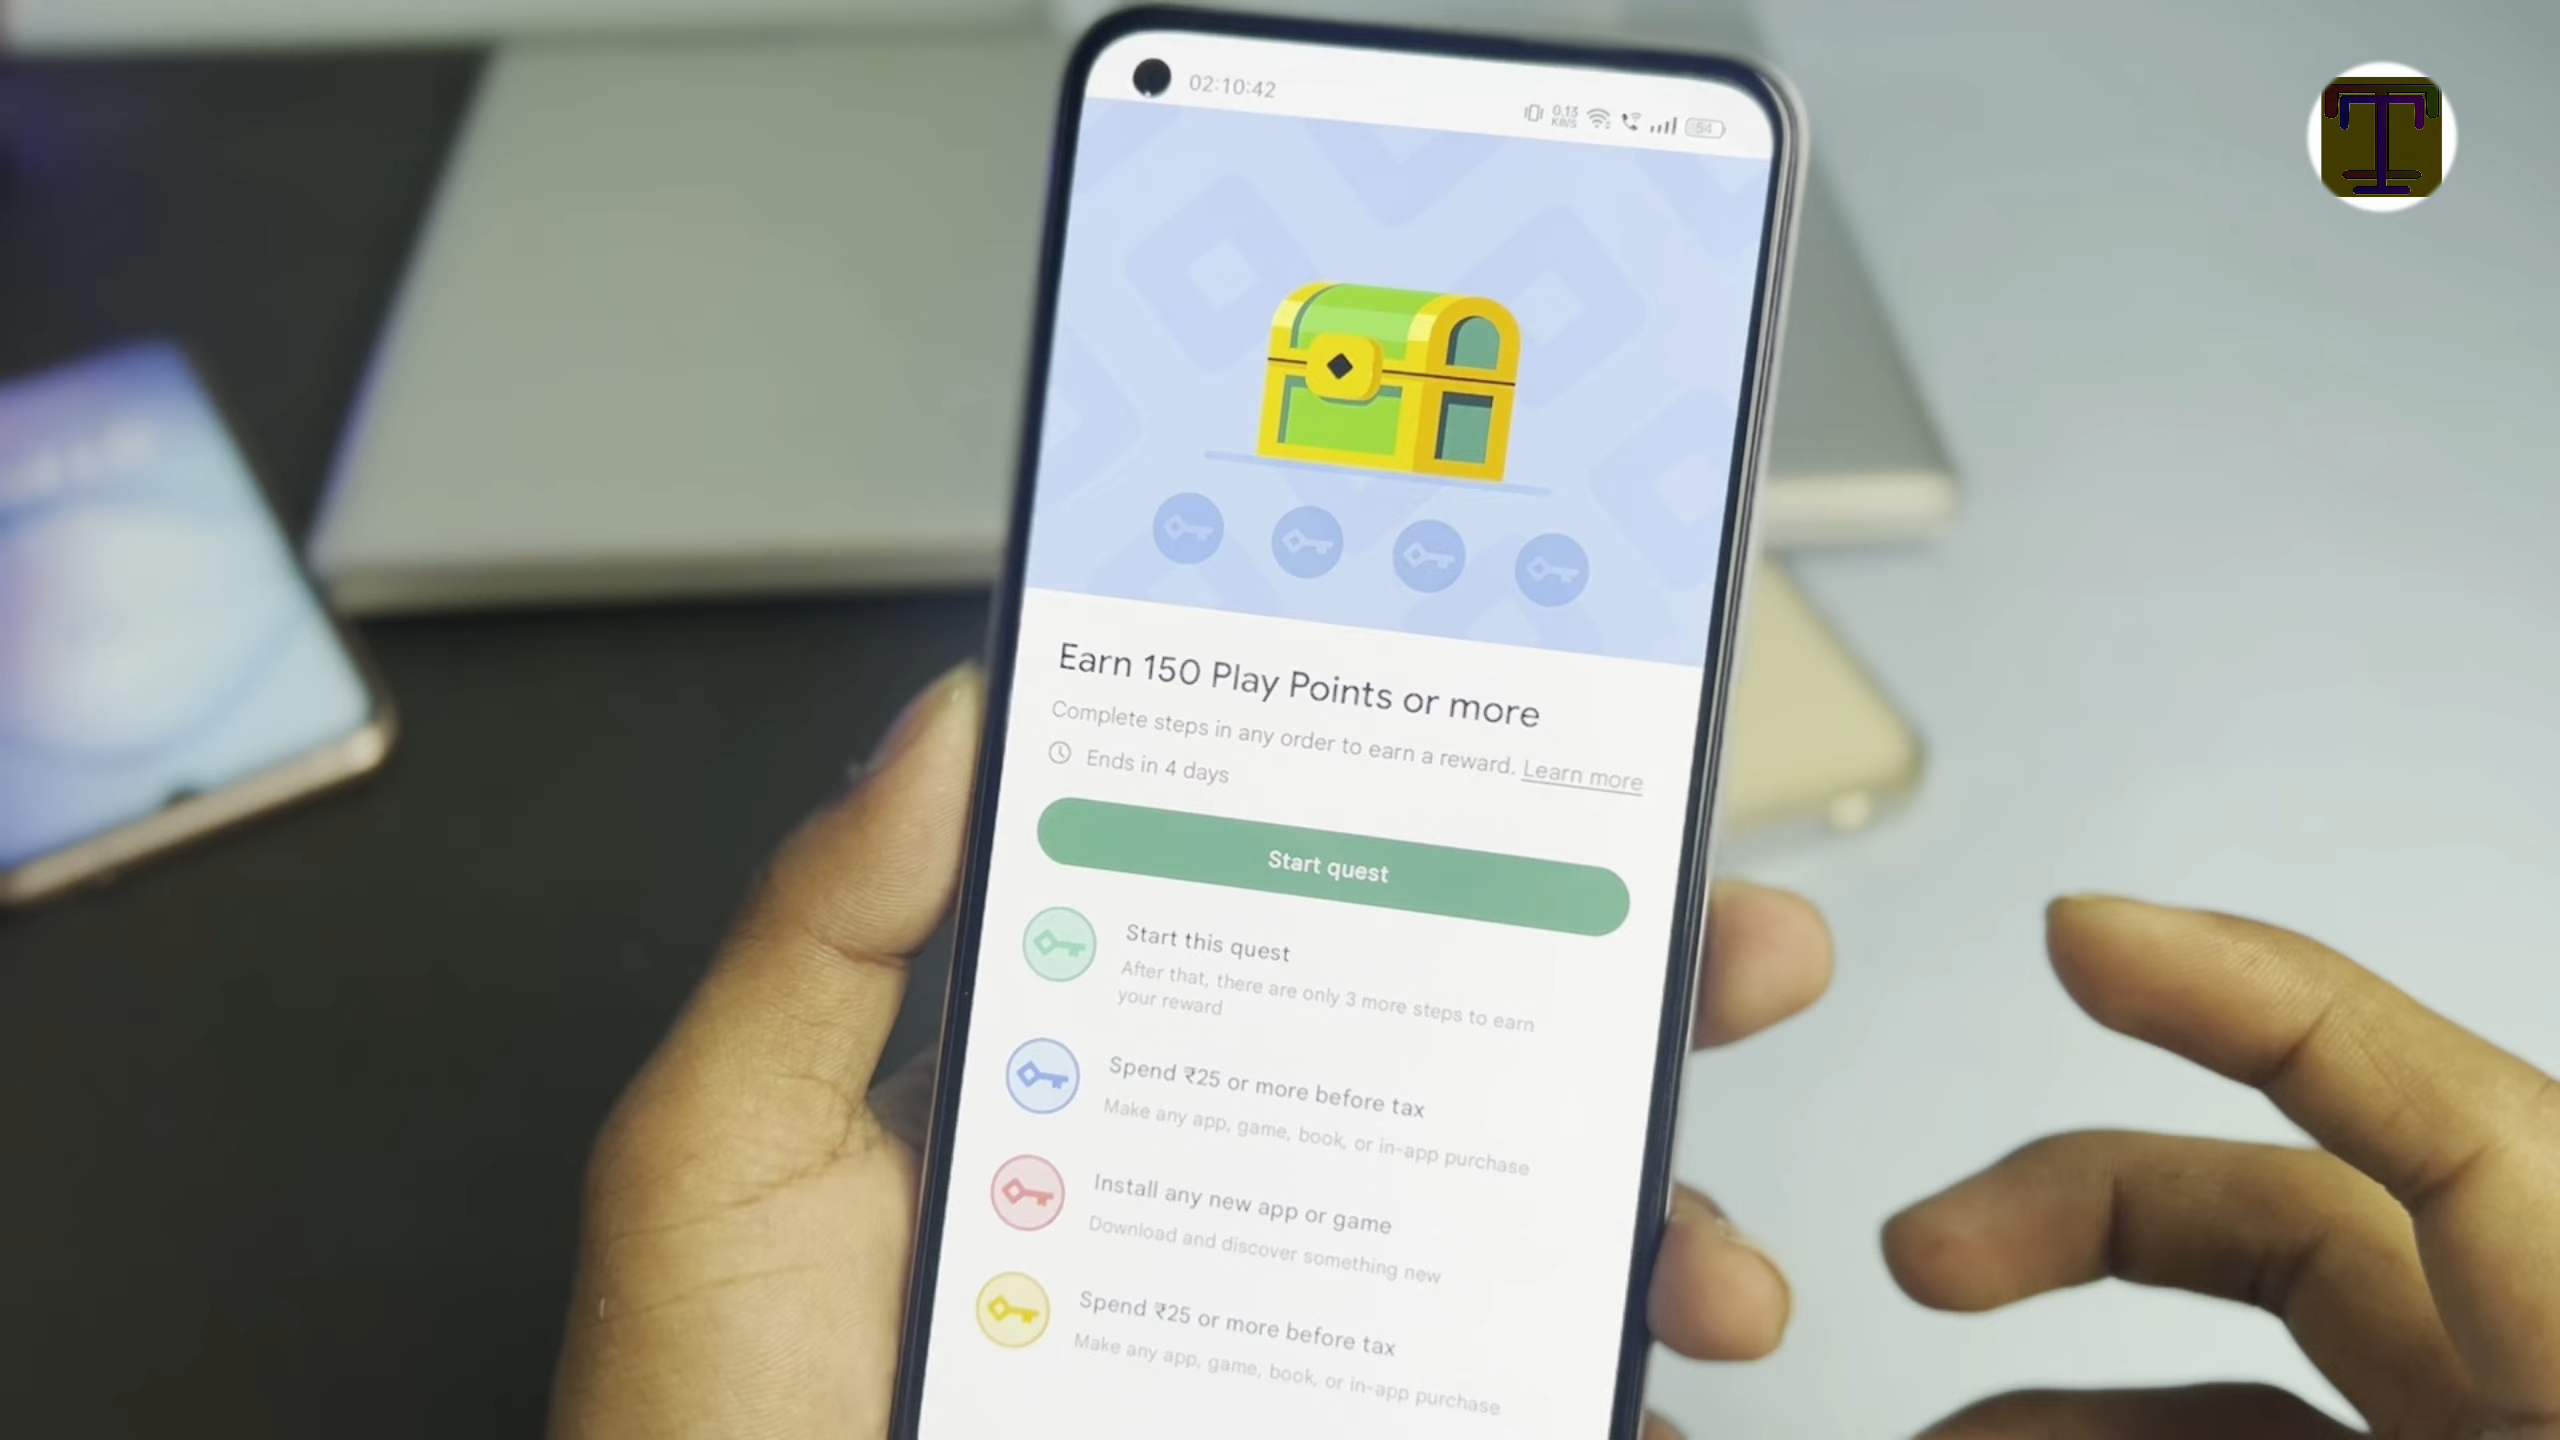 02:10:42
0.13
KB/S
54
Earn 150 Play Points or more
Complete steps in any order to earn a reward. Learn more
Ends in 4 days
Start quest
Start this quest
After that, there are only 3 more steps to earn
your reward
Spend ₹25 or more before tax
Make any app, game, book, or in-app purchase
Install any new app or game
Download and discover something new
Spend ₹25 or more before tax
Make any app, game, book, or in-app purchase